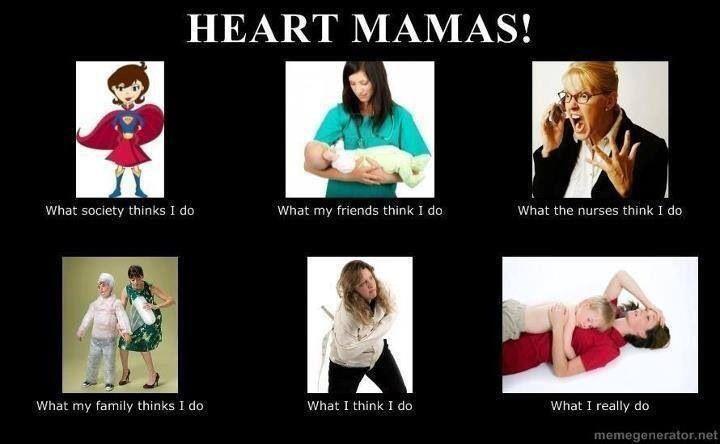 HEART MAMAS!
What society thinks I do
What my friends think I do
What the nurses think I do
What my family thinks I do
What I think I do
What I really do
memegenerator.net